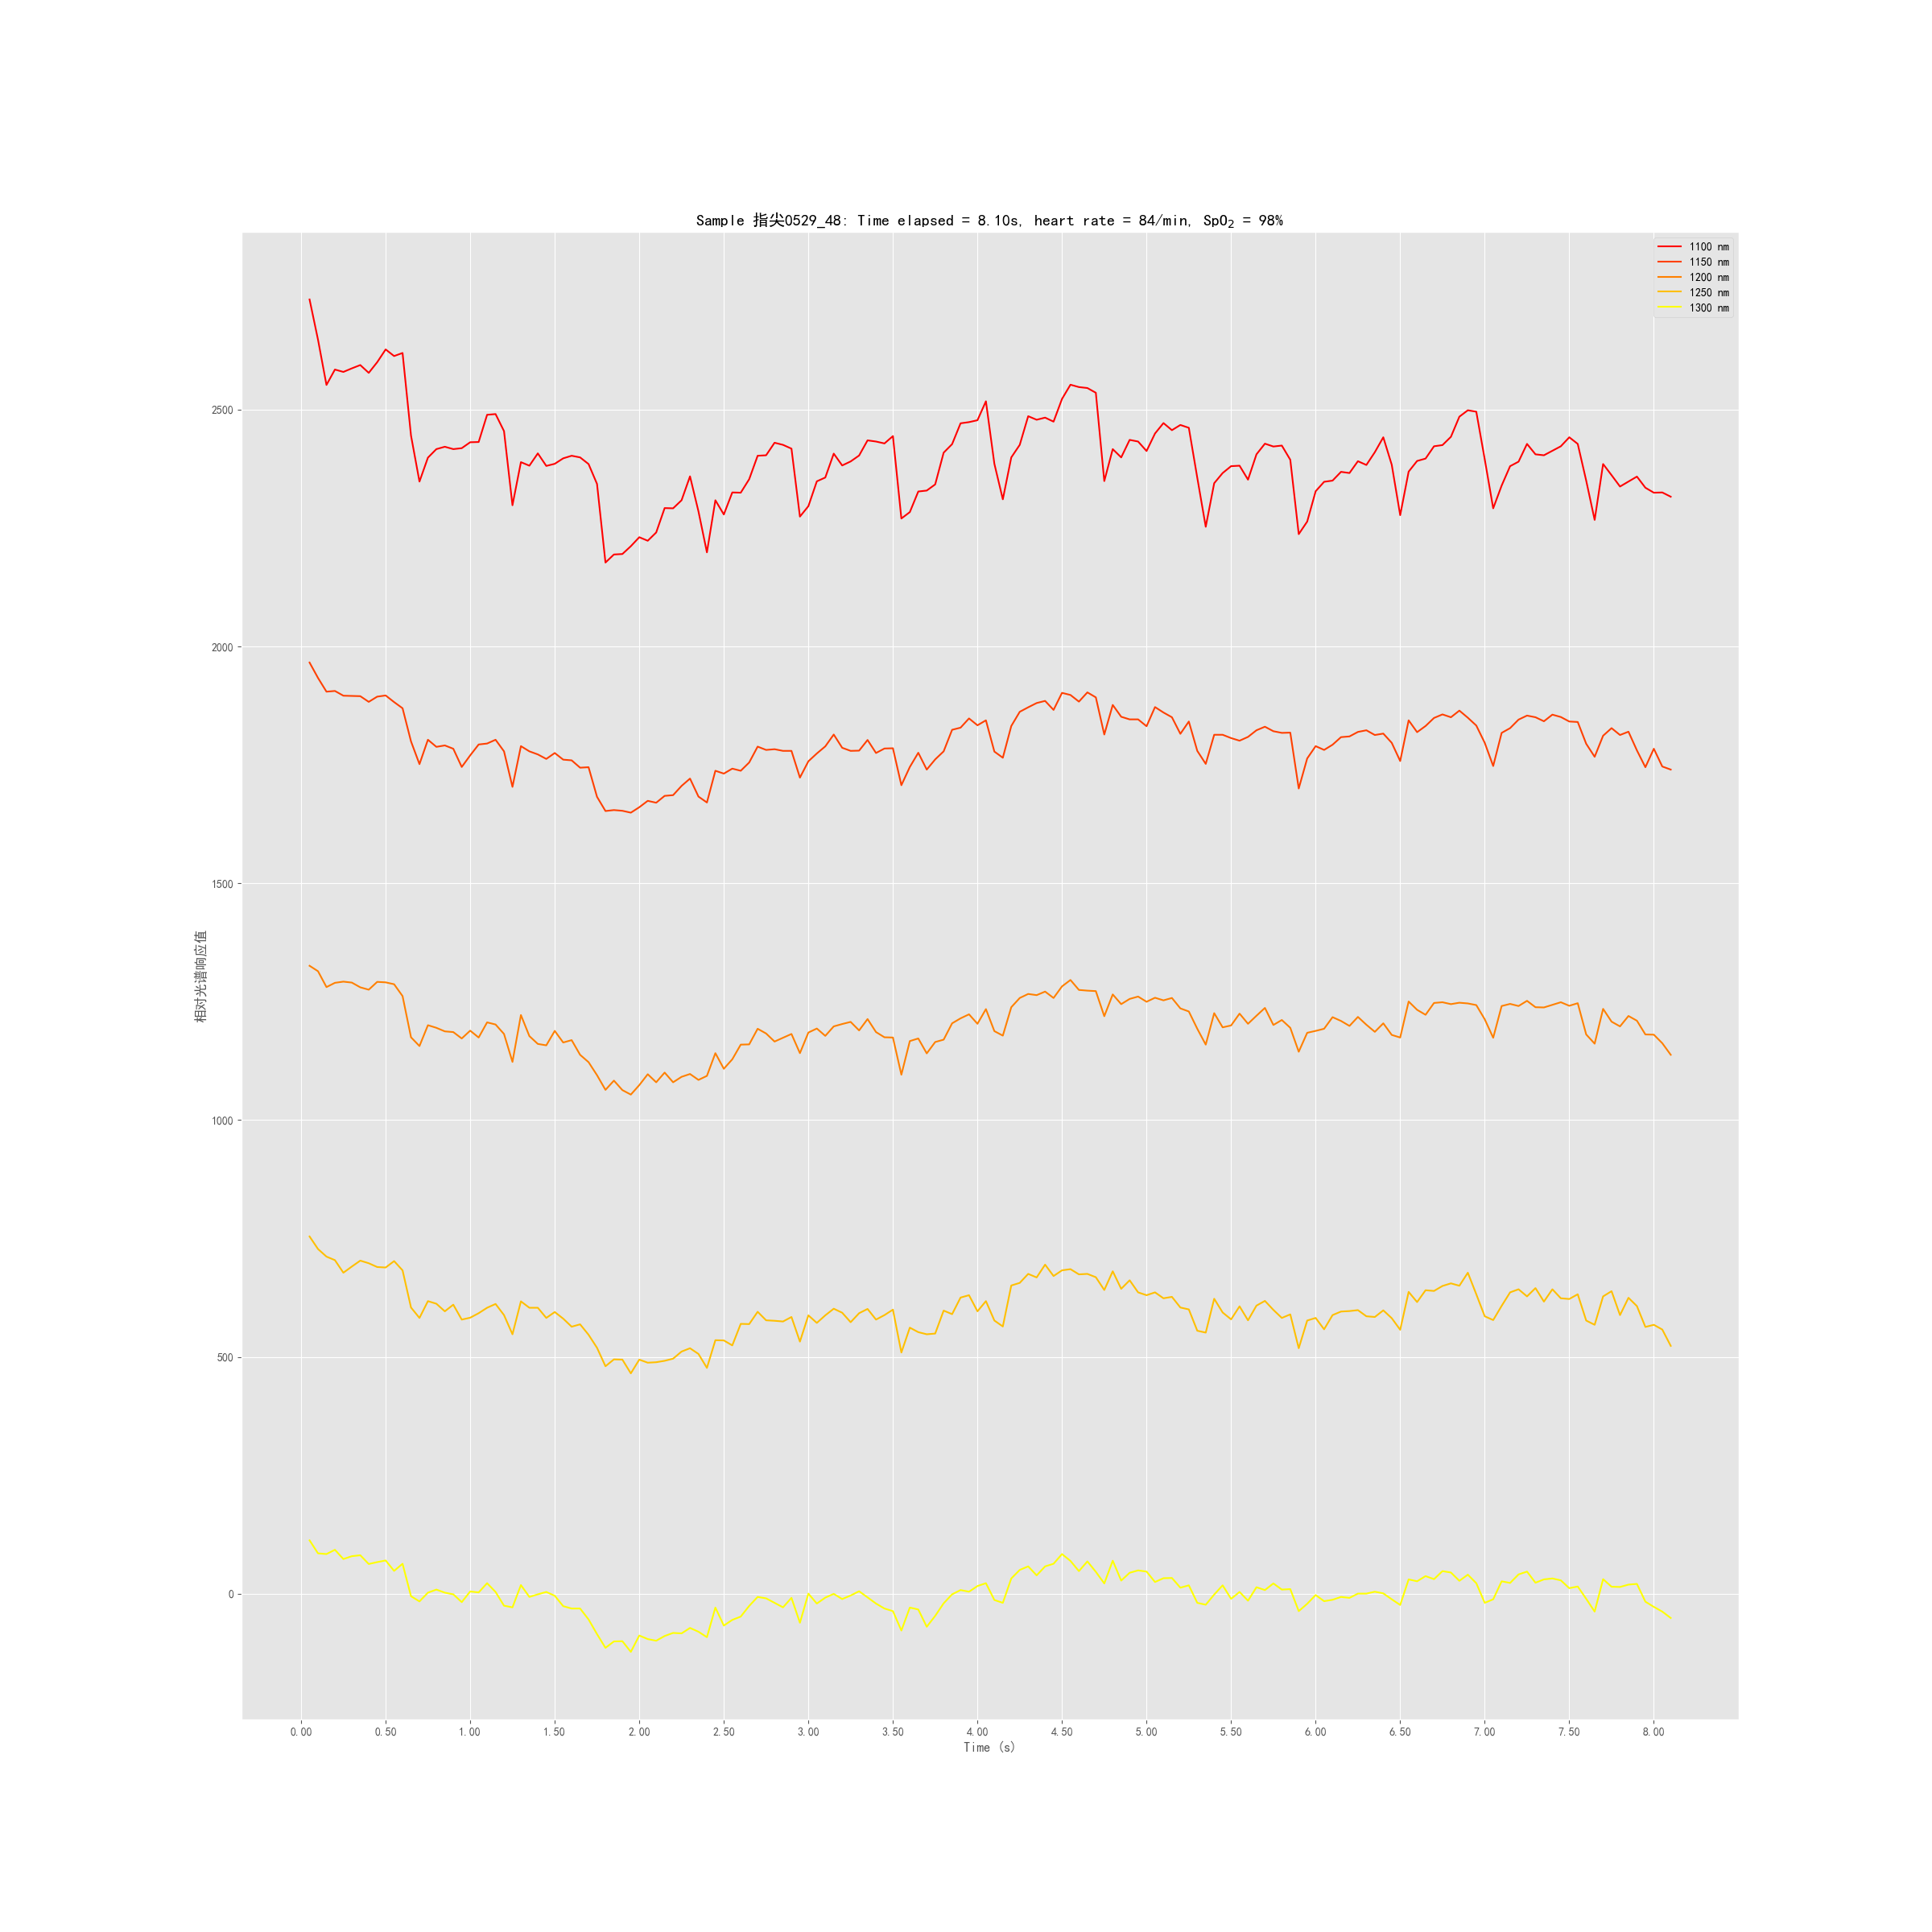 Sample 指尖0529_48: Time elapsed = 8.10s, heart rate = 84/min, SpO₂ = 98%
1100 nm
1150 nm
1200 nm
1250 nm
1300 nm
2500
2000
1500
1000
500
0
相对光谱响应值
0.00 0.50 1.00 1.50 2.00 2.50 3.00 3.50 4.00 4.50 5.00 5.50 6.00 6.50 7.00 7.50 8.00
Time (s)